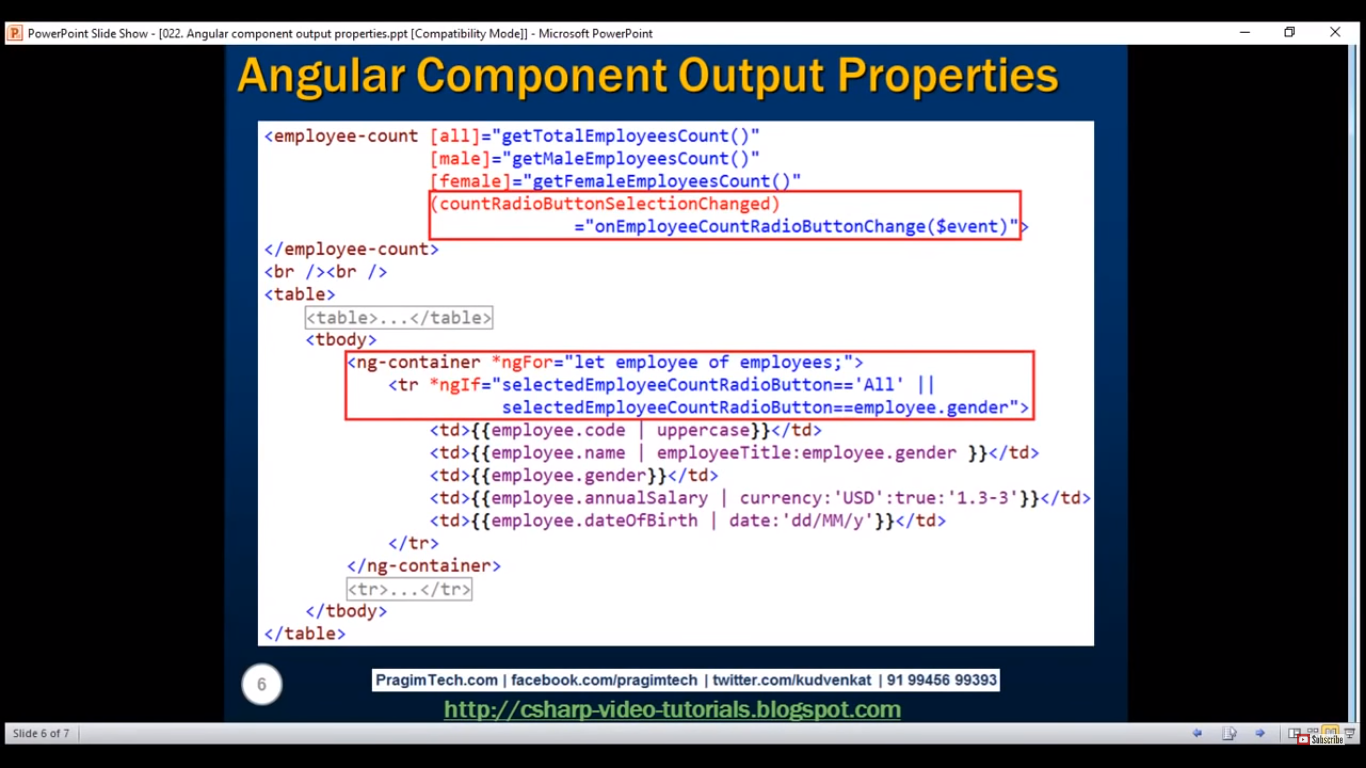 PowerPoint Slide Show - [022. Angular component output properties.ppt [Compatibility Mode]] - Microsoft PowerPoint
Angular Component Output Properties
<employee-count [all]="getTotalEmployeesCount()"
[male]="getMaleEmployeesCount()"
[female]="getFemaleEmployeesCount()"
(countRadioButtonSelectionChanged)
="onEmployeeCountRadioButtonChange($event)">
</employee-count>
<br /><br />
<table>
<table>...</table>
<tbody>
<ng-container *ngFor="let employee of employees;">
<tr *ngIf="selectedEmployeeCountRadioButton=='All' ||
selectedEmployeeCountRadioButton==employee.gender">
<td>{{employee.code | uppercase}}</td>
<td>{{employee.name | employeeTitle:employee.gender }}</td>
<td>{{employee.gender}}</td>
<td>{{employee.annualSalary | currency:'USD':true:'1.3-3'}}</td>
<td>{{employee.dateOfBirth | date:'dd/MM/y'}}</td>
</tr>
</ng-container>
<tr>...</tr>
</tbody>
</table>
6
PragimTech.com | facebook.com/pragimtech | twitter.com/kudvenkat | 91 99456 99393
http://csharp-video-tutorials.blogspot.com
Slide 6 of 7
Subscribe